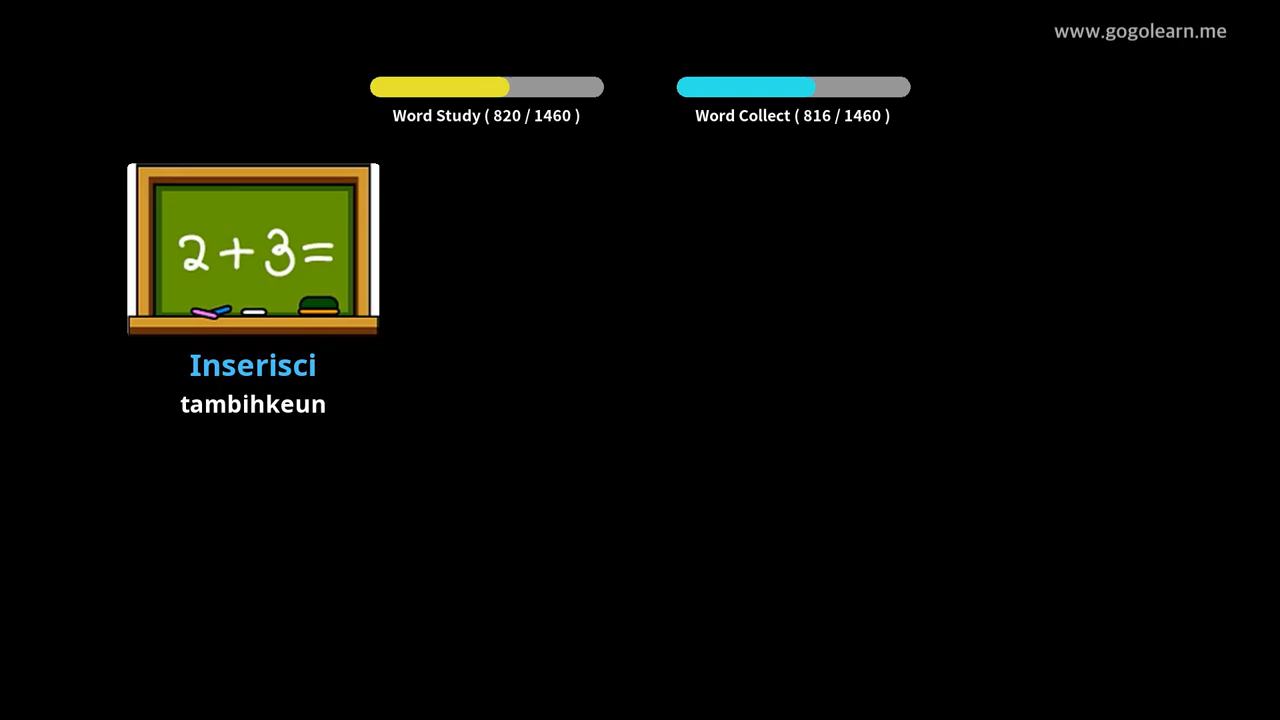 www.gogolearn.me
Word Study ( 820 / 1460 )
Word Collect ( 816 / 1460 )
2+3=
Inserisci
tambihkeun